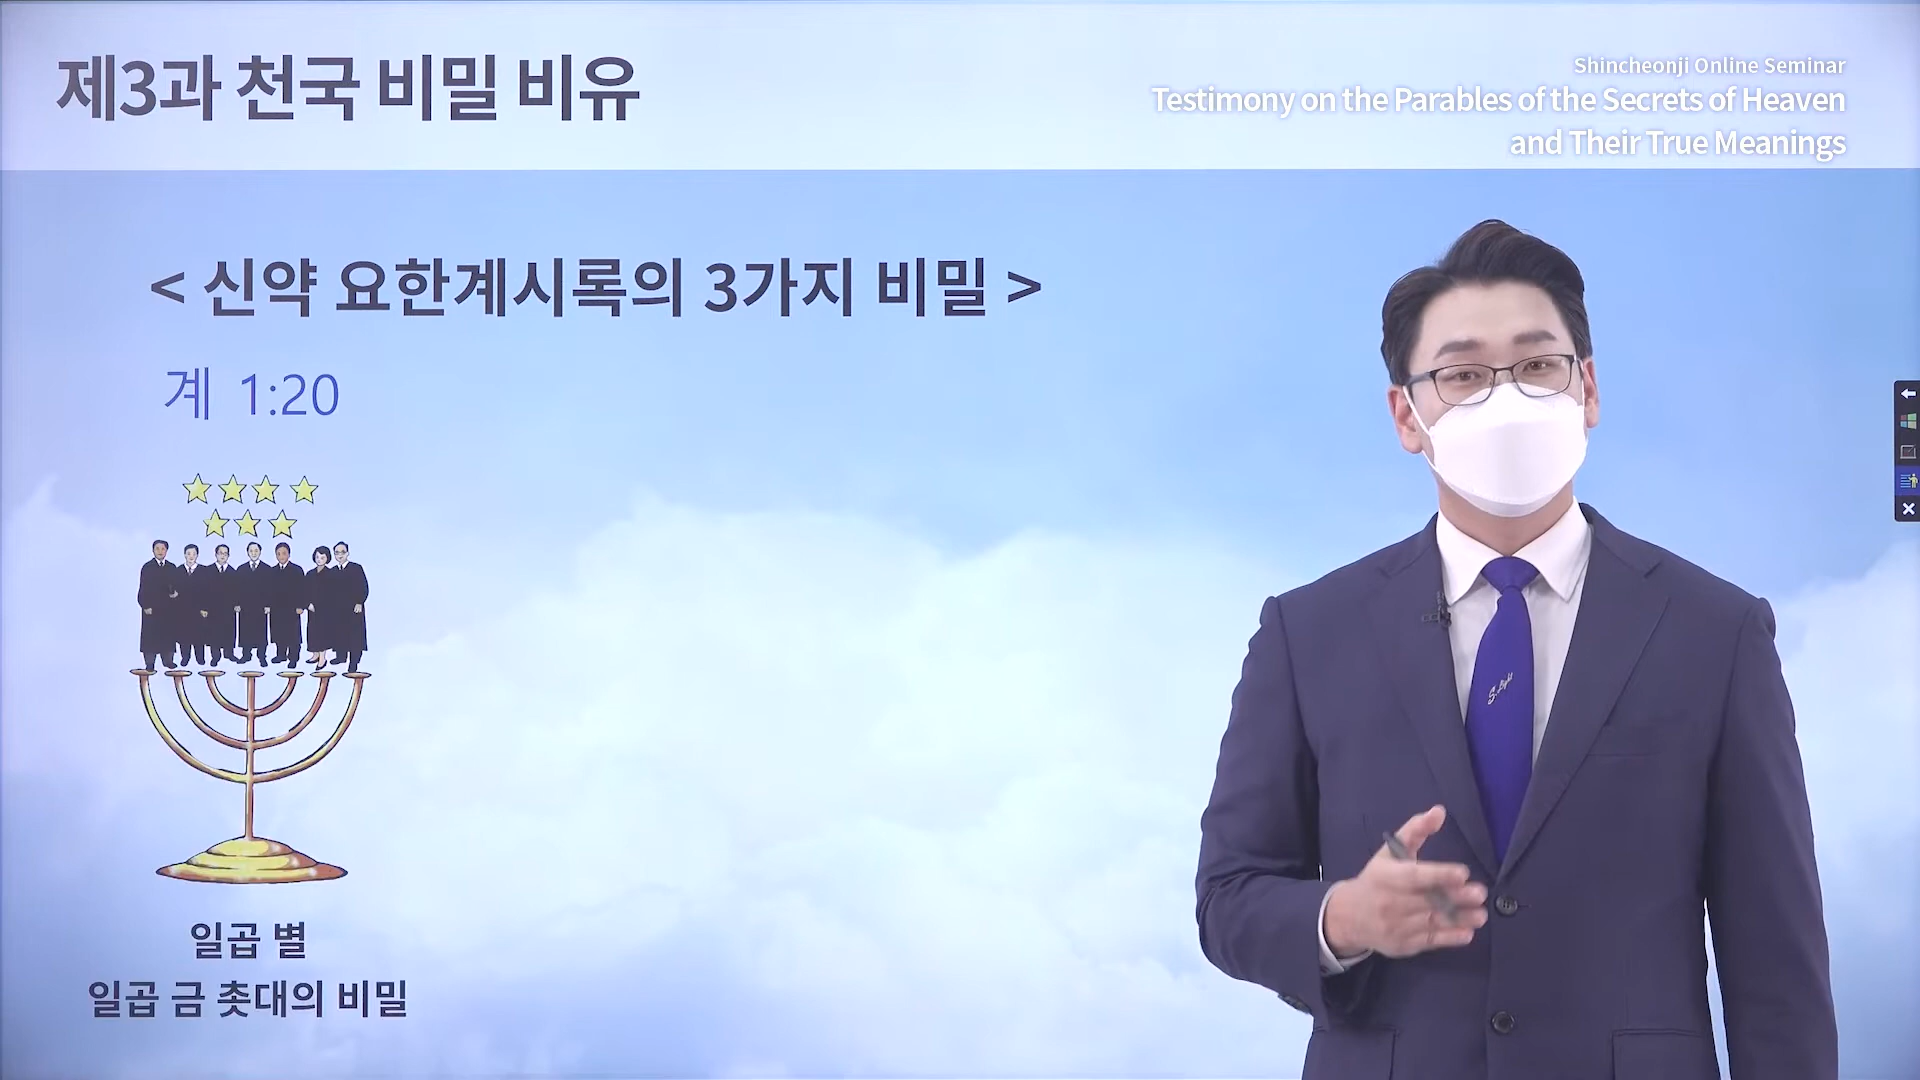 제3과 천국 비밀 비유
Shincheonji Online Seminar
Testimony on the Parables of the Secrets of Heaven
and Their True Meanings
< 신약 요한계시록의 3가지 비밀 >
계 1:20
일곱 별
일곱 금 촛대의 비밀